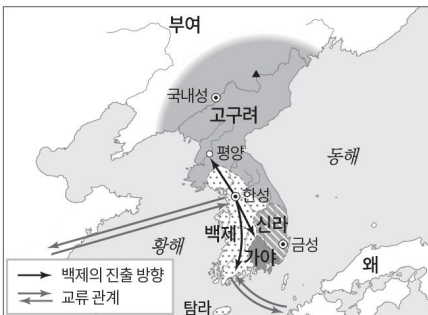 부여
국내성
고구려
평양
동해
한성
신라
백제
황해
금성
가야
왜
백제의 진출 방향
교류 관계
탐라